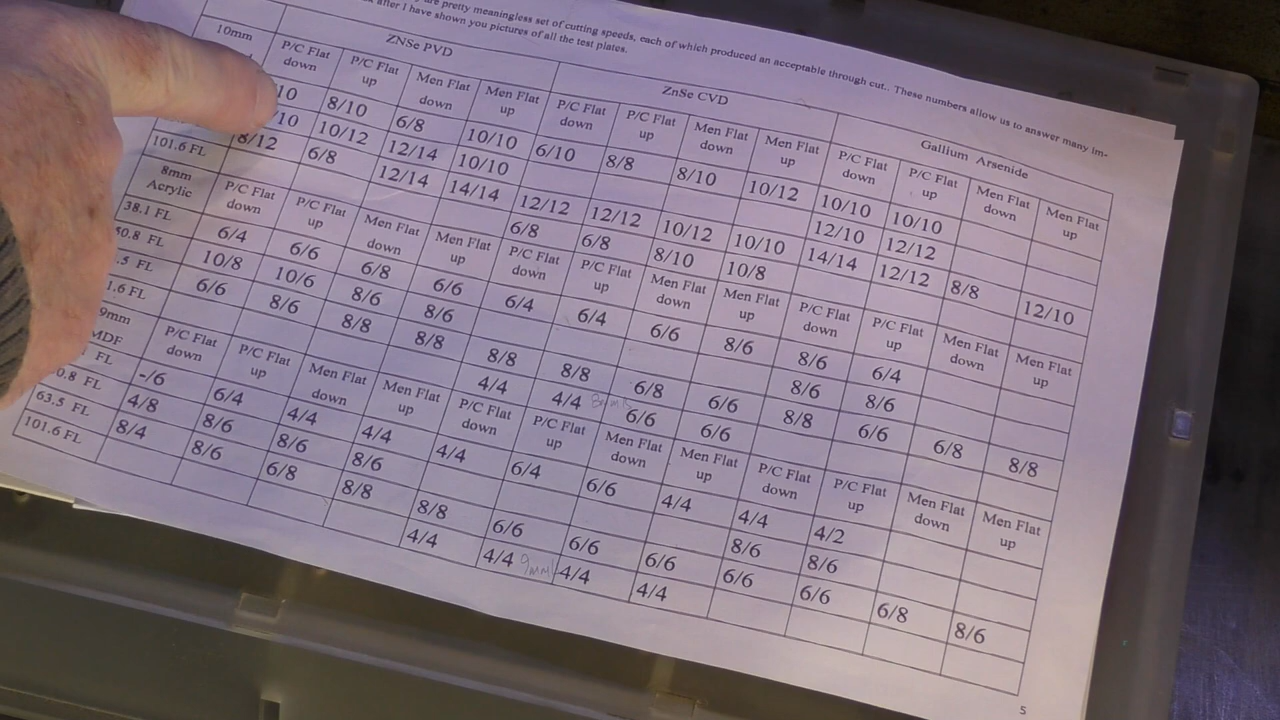 are pretty meaningless set of cutting speeds, each of which produced an acceptable through cut.. These numbers allow us to answer many im-
after I have shown you pictures of all the test plates.
ZNSe PVD ZnSe CVD Gallium Arsenide
10mm P/C Flat down P/C Flat up Men Flat down Men Flat up P/C Flat down P/C Flat up Men Flat down Men Flat up P/C Flat down P/C Flat up Men Flat down Men Flat up
10 8/10 6/8 10/10 6/10 8/8 8/10 10/12 10/10 10/10
10 10/12 12/14 10/10 12/10 12/12
8/12 6/8 12/14 14/14 12/12 12/12 10/12 10/10 14/14 12/12 8/8 12/10
101.6 FL 6/8 6/8 8/10 10/8
8mm Acrylic P/C Flat down P/C Flat up Men Flat down Men Flat up P/C Flat down P/C Flat up Men Flat down Men Flat up P/C Flat down P/C Flat up Men Flat down Men Flat up
38.1 FL 6/4 6/6 6/8 6/6 6/4 6/4 6/6 8/6 8/6 6/4
50.8 FL 10/8 10/6 8/6 8/6 8/6 8/6
.5 FL 6/6 8/6 8/8 8/8 8/8 8/8 6/8 6/6 8/8 6/6 6/8 8/8
1.6 FL 4/4 4/4 6/6 6/6
9mm MDF P/C Flat down P/C Flat up Men Flat down Men Flat up P/C Flat down P/C Flat up Men Flat down Men Flat up P/C Flat down P/C Flat up Men Flat down Men Flat up
FL -/6 6/4 4/4 4/4 4/4 6/4 6/6 4/4 4/4 4/2
0.8 FL 4/8 8/6 8/6 8/6 8/6 8/6
63.5 FL 8/4 8/6 6/8 8/8 8/8 6/6 6/6 6/6 6/6 6/6 6/8 8/6
101.6 FL 4/4 4/4 9mm 4/4 4/4
5